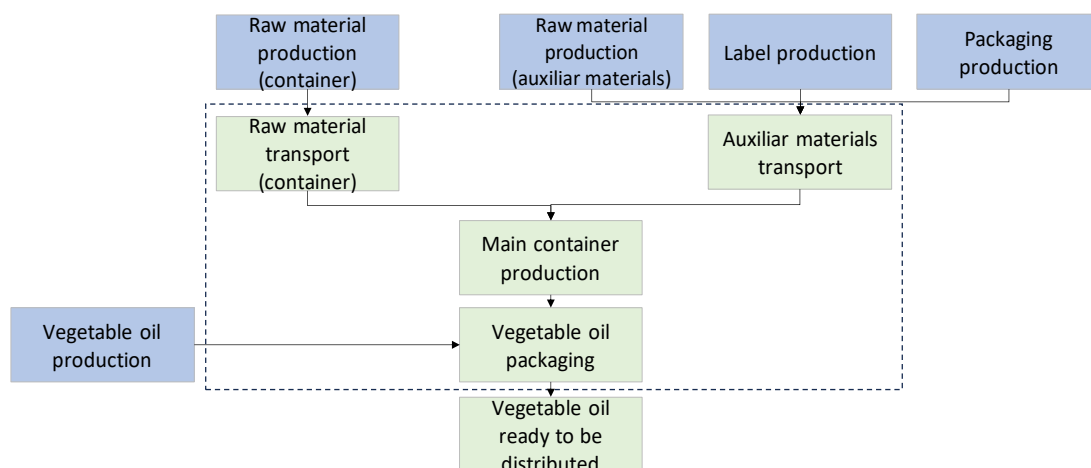 Raw material
production
(container)
Raw material
production
(auxiliar materials)
Label production
Packaging
production
Raw material
transport
(container)
Auxiliar materials
transport
Main container
production
Vegetable oil
production
Vegetable oil
packaging
Vegetable oil
ready to be
distributed